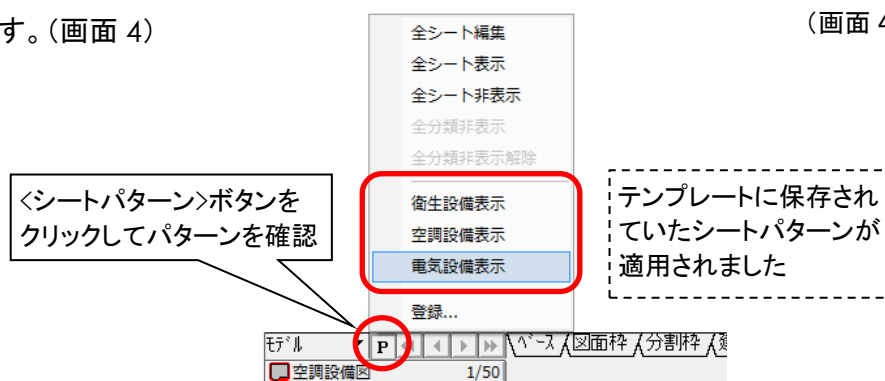 す。(画面 4)
(画面 4
全シート編集
全シート表示
全シート非表示
全分類非表示
全分類非表示解除
衛生設備表示
空調設備表示
電気設備表示
登録...
<シートパターン>ボタンを
クリックしてパターンを確認
テンプレートに保存され
ていたシートパターンが
適用されました
ﾓﾃﾞﾙ P ﾍﾞｰｽ 図面枠 分割枠
空調設備図 1/50